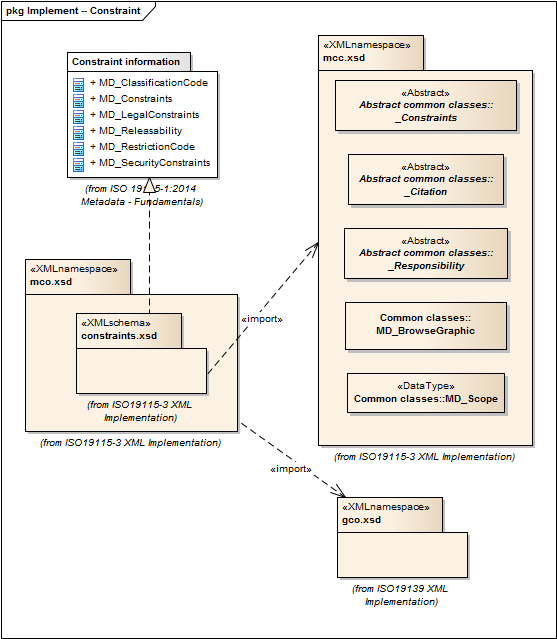 pkg Implement -- Constraint
Constraint information
+ MD_ClassificationCode
+ MD_Constraints
+ MD_LegalConstraints
+ MD_Releasability
+ MD_RestrictionCode
+ MD_SecurityConstraints
(from ISO 19115-1:2014
Metadata - Fundamentals)
«XMLnamespace»
mcc.xsd
«Abstract»
Abstract common classes::
_Constraints
«Abstract»
Abstract common classes::
_Citation
«Abstract»
Abstract common classes::
_Responsibility
Common classes::
MD_BrowseGraphic
«DataType»
Common classes::MD_Scope
(from ISO19115-3 XML Implementation)
«XMLnamespace»
mco.xsd
«XMLschema»
constraints.xsd
(from ISO19115-3 XML
Implementation)
(from ISO19115-3 XML Implementation)
«import»
«import»
«XMLnamespace»
gco.xsd
(from ISO19139 XML
Implementation)